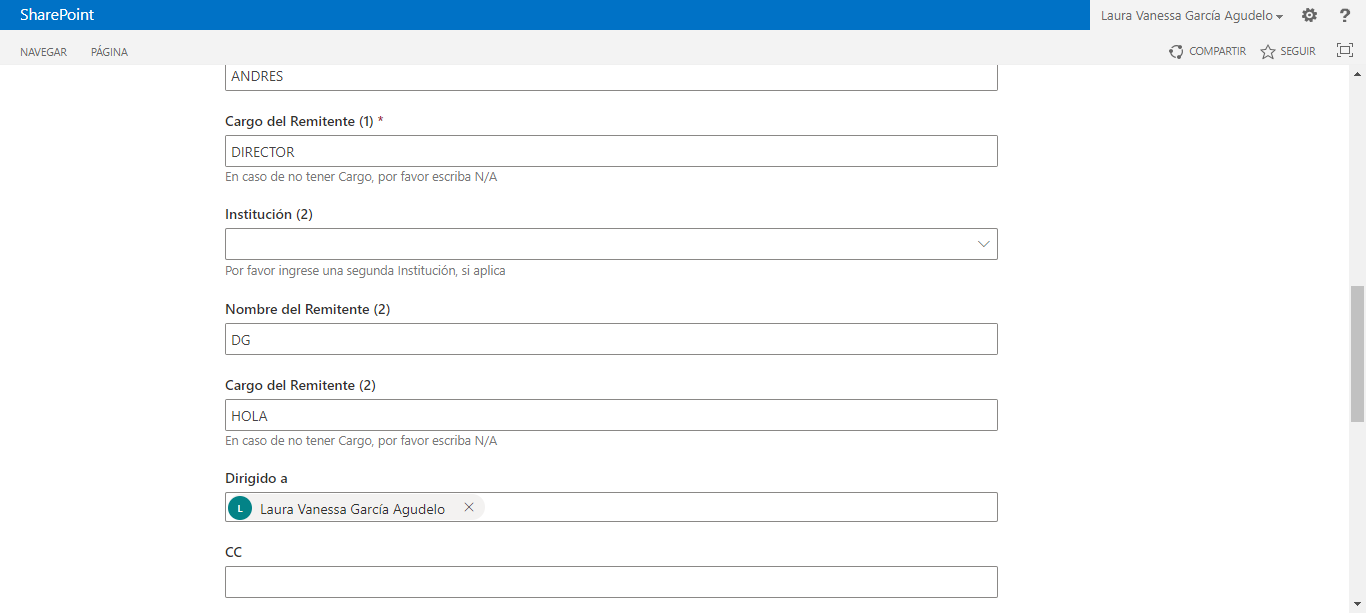 SharePoint
Laura Vanessa García Agudelo
?
NAVEGAR
PÁGINA
COMPARTIR
SEGUIR
ANDRES
Cargo del Remitente (1) *
DIRECTOR
En caso de no tener Cargo, por favor escriba N/A
Institución (2)
Por favor ingrese una segunda Institución, si aplica
Nombre del Remitente (2)
DG
Cargo del Remitente (2)
HOLA
En caso de no tener Cargo, por favor escriba N/A
Dirigido a
L Laura Vanessa García Agudelo
CC